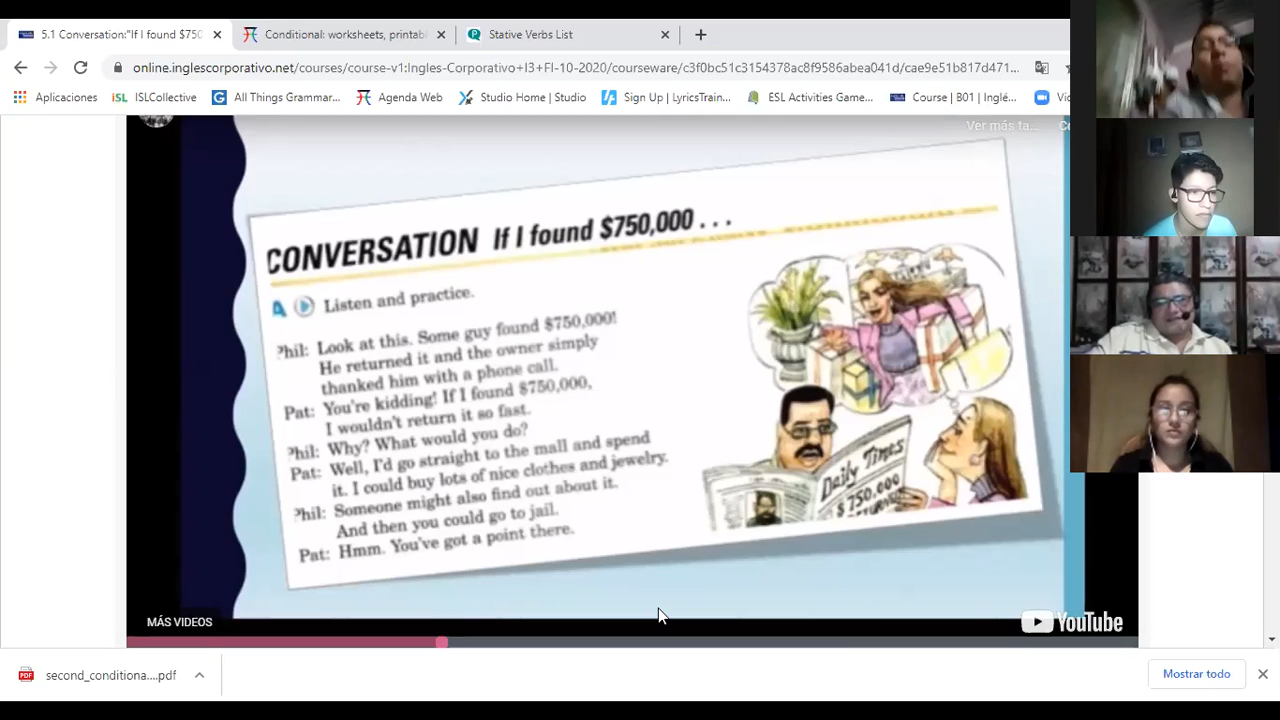 5.1 Conversation:"If I found $750
Conditional: worksheets, printabl
Stative Verbs List
online.inglescorporativo.net/courses/course-v1:Ingles-Corporativo+I3+FI-10-2020/courseware/c3f0bc51c3154378ac8f9586abea041d/cae9e51b817d471...
Aplicaciones
iSL ISLCollective
All Things Grammar...
Agenda Web
Studio Home | Studio
Sign Up | LyricsTrain...
ESL Activities Game...
Course | B01 | Inglé...
Ver más ta...
CONVERSATION If I found $750,000 . . .
A Listen and practice.
Phil: Look at this. Some guy found $750,000!
He returned it and the owner simply
thanked him with a phone call.
Pat: You're kidding! If I found $750,000,
I wouldn't return it so fast.
Phil: Why? What would you do?
Pat: Well, I'd go straight to the mall and spend
it. I could buy lots of nice clothes and jewelry.
Phil: Someone might also find out about it.
And then you could go to jail.
Pat: Hmm. You've got a point there.
Daily Times
$750,000
MÁS VIDEOS
YouTube
second_conditiona....pdf
Mostrar todo